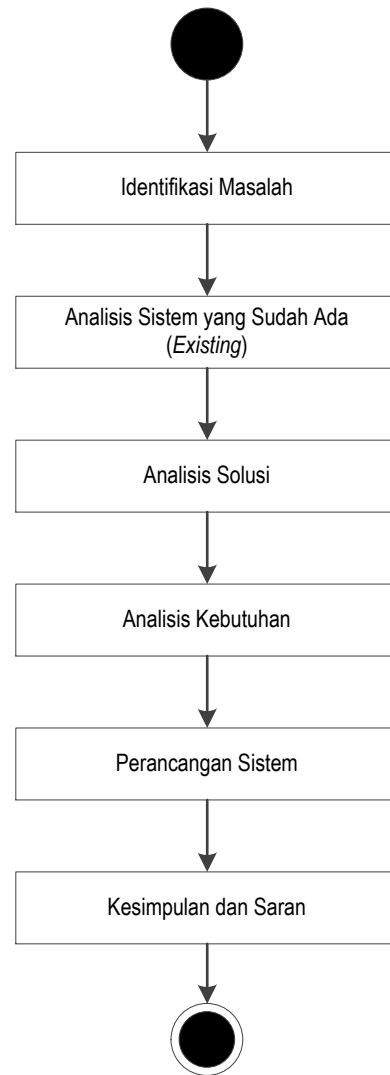 Identifikasi Masalah
Analisis Sistem yang Sudah Ada
(Existing)
Analisis Solusi
Analisis Kebutuhan
Perancangan Sistem
Kesimpulan dan Saran